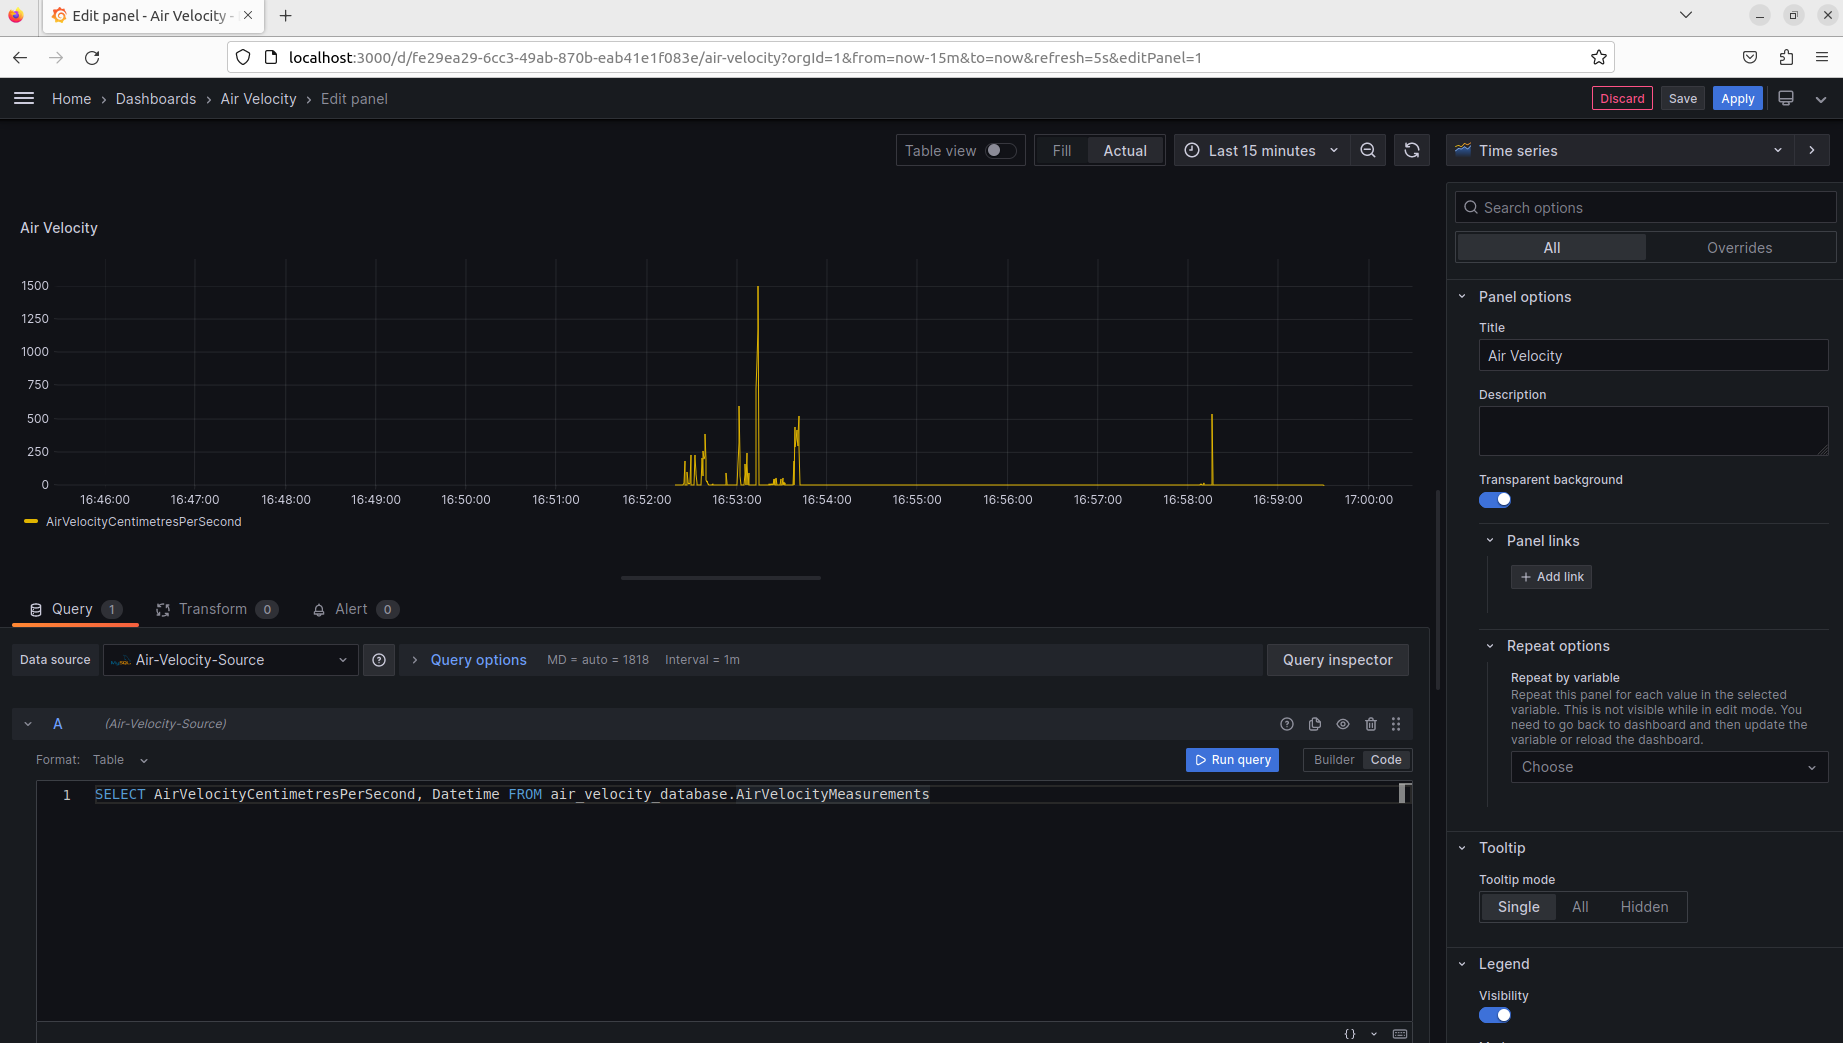 Edit panel - Air Velocity -
localhost:3000/d/fe29ea29-6cc3-49ab-870b-eab41e1f083e/air-velocity?orgId=1&from=now-15m&to=now&refresh=5s&editPanel=1
Home › Dashboards › Air Velocity › Edit panel
Discard
Save
Apply
Table view
Fill
Actual
Last 15 minutes
Time series
Search options
All
Overrides
Air Velocity
1500
1250
1000
750
500
250
0
16:46:00 16:47:00 16:48:00 16:49:00 16:50:00 16:51:00 16:52:00 16:53:00 16:54:00 16:55:00 16:56:00 16:57:00 16:58:00 16:59:00 17:00:00
AirVelocityCentimetresPerSecond
Query 1
Transform 0
Alert 0
Data source
Air-Velocity-Source
Query options
MD = auto = 1818
Interval = 1m
Query inspector
A
(Air-Velocity-Source)
Format: Table
Run query
Builder
Code
1 SELECT AirVelocityCentimetresPerSecond, Datetime FROM air_velocity_database.AirVelocityMeasurements
{}
Panel options
Title
Air Velocity
Description
Transparent background
Panel links
+ Add link
Repeat options
Repeat by variable
Repeat this panel for each value in the selected
variable. This is not visible while in edit mode. You
need to go back to dashboard and then update the
variable or reload the dashboard.
Choose
Tooltip
Tooltip mode
Single
All
Hidden
Legend
Visibility